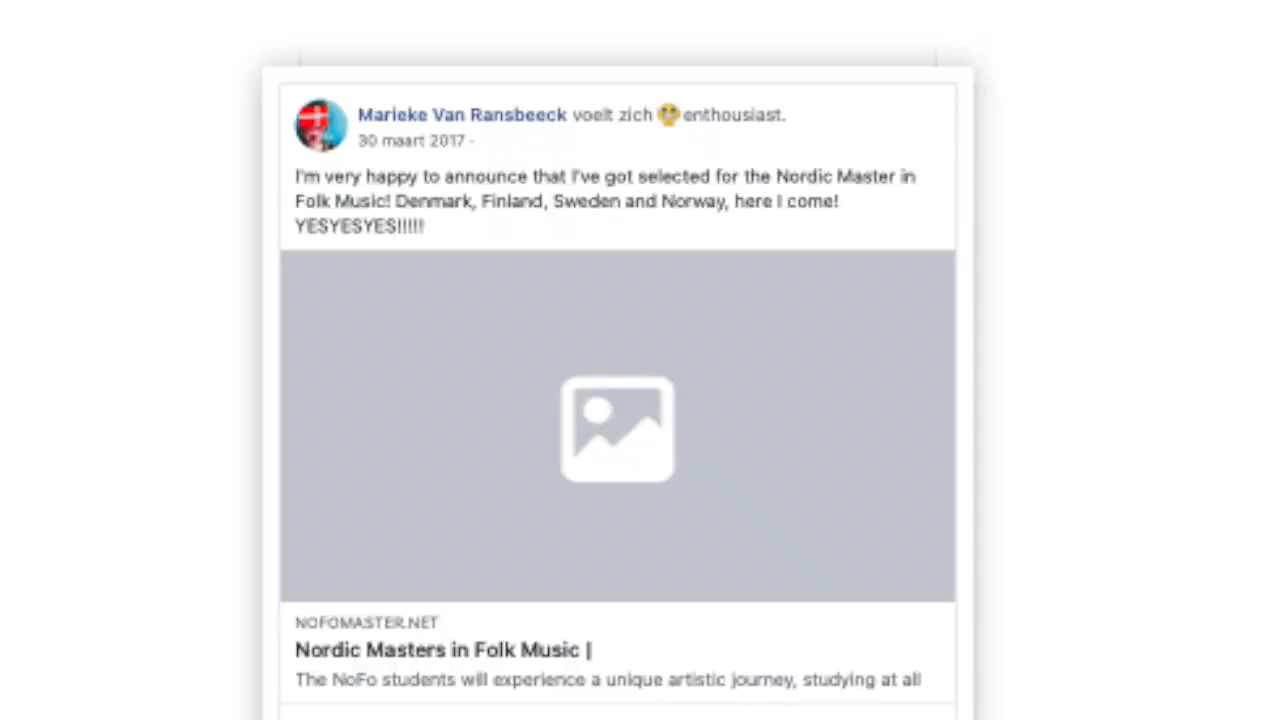 Marieke Van Ransbeeck voelt zich 🤩 enthousiast.
30 maart 2017 ·
I'm very happy to announce that I've got selected for the Nordic Master in
Folk Music! Denmark, Finland, Sweden and Norway, here I come!
YESYESYES!!!!!
NOFOMASTER.NET
Nordic Masters in Folk Music |
The NoFo students will experience a unique artistic journey, studying at all